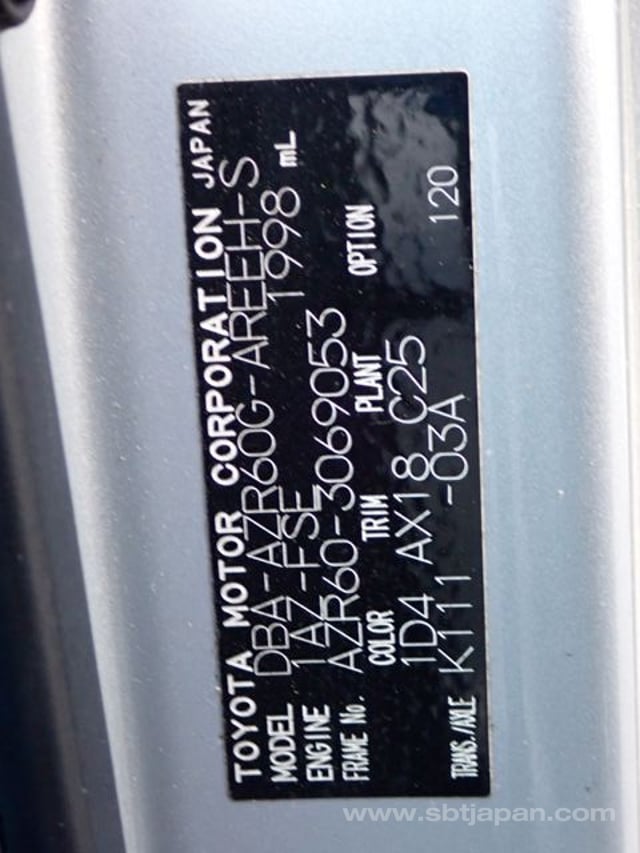 TOYOTA MOTOR CORPORATION JAPAN
MODEL DBA-AZR60G-AREEH-S
ENGINE 1AZ-FSE 1998 mL
FRAME No. AZR60-3069053
COLOR TRIM PLANT OPTION
1D4 AX18 C25
TRANS./AXLE K111 -03A 120
www.sbtjapan.com